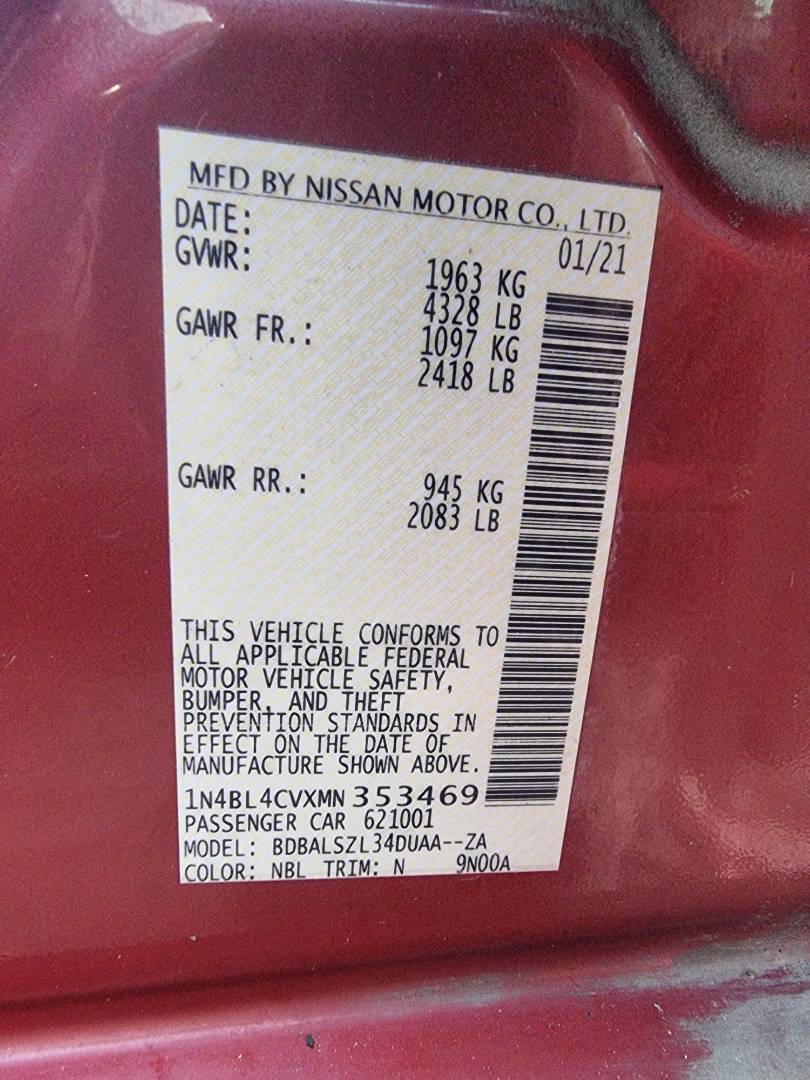 MFD BY NISSAN MOTOR CO., LTD.
DATE: 01/21
GVWR: 1963 KG
4328 LB
GAWR FR.: 1097 KG
2418 LB
GAWR RR.: 945 KG
2083 LB
THIS VEHICLE CONFORMS TO
ALL APPLICABLE FEDERAL
MOTOR VEHICLE SAFETY,
BUMPER, AND THEFT
PREVENTION STANDARDS IN
EFFECT ON THE DATE OF
MANUFACTURE SHOWN ABOVE.
1N4BL4CVXMN353469
PASSENGER CAR 621001
MODEL: BDBALSZL34DUAA--ZA
COLOR: NBL TRIM: N 9N00A